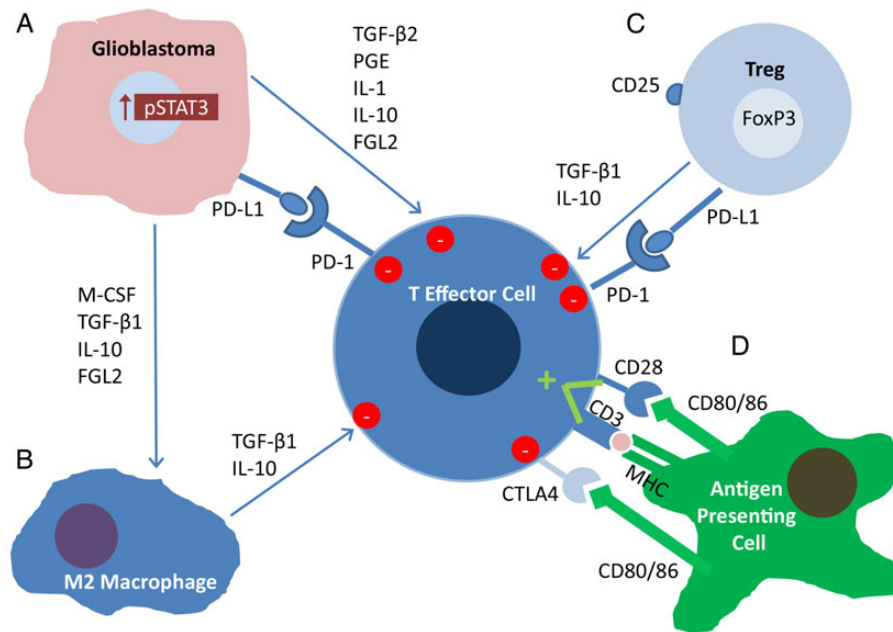 A
Glioblastoma
pSTAT3
TGF-β2
PGE
IL-1
IL-10
FGL2
PD-L1
PD-1
M-CSF
TGF-β1
IL-10
FGL2
B
M2 Macrophage
TGF-β1
IL-10
C
Treg
CD25
FoxP3
TGF-β1
IL-10
PD-L1
PD-1
-
-
-
-
-
-
T Effector Cell
+
D
CD28
CD80/86
CD3
MHC
CTLA4
CD80/86
Antigen
Presenting
Cell